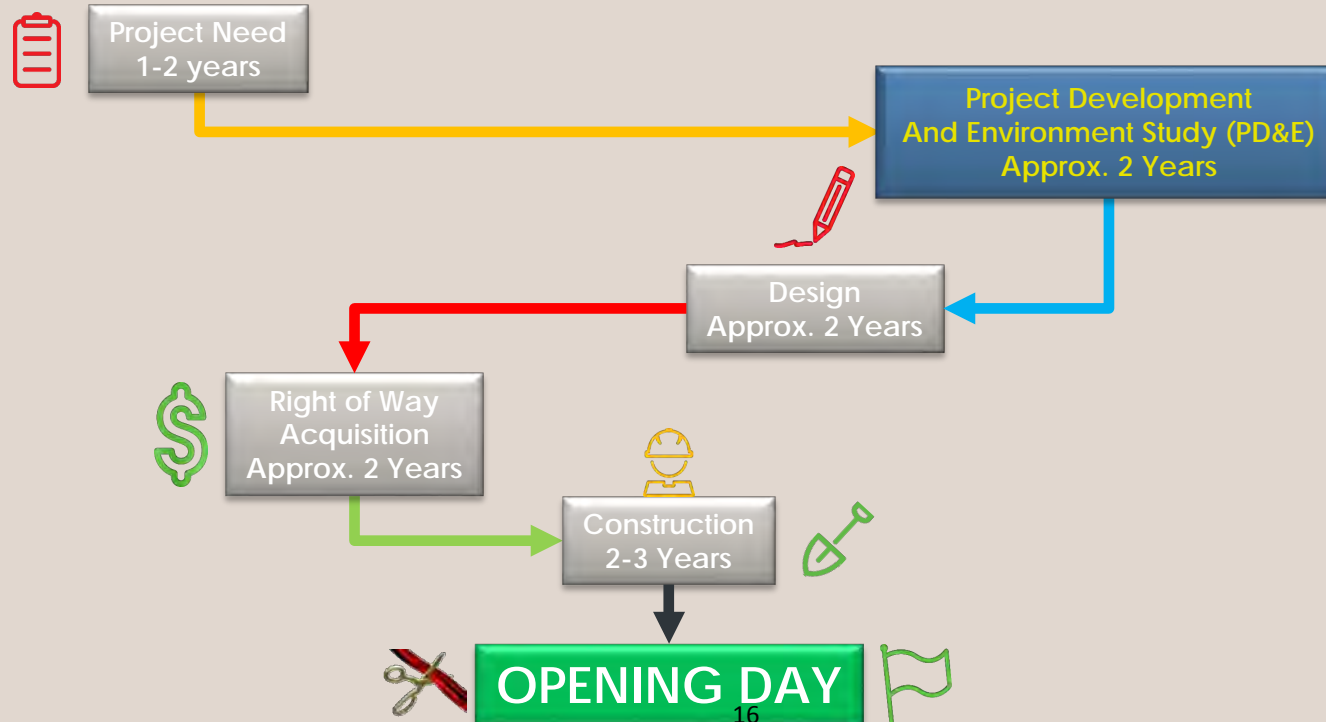 Project Need
1-2 years
Project Development
And Environment Study (PD&E)
Approx. 2 Years
Design
Approx. 2 Years
Right of Way
Acquisition
Approx. 2 Years
Construction
2-3 Years
OPENING DAY
16